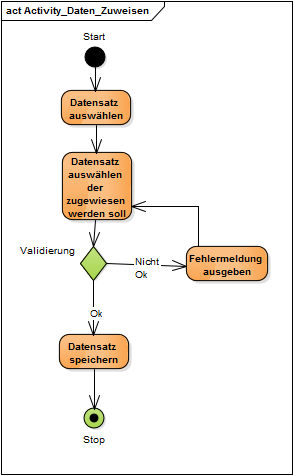 act Activity_Daten_Zuweisen
Start
Datensatz
auswählen
Datensatz
auswählen
der
zugewiesen
werden soll
Validierung
Nicht
Ok
Fehlermeldung
ausgeben
Ok
Datensatz
speichern
Stop